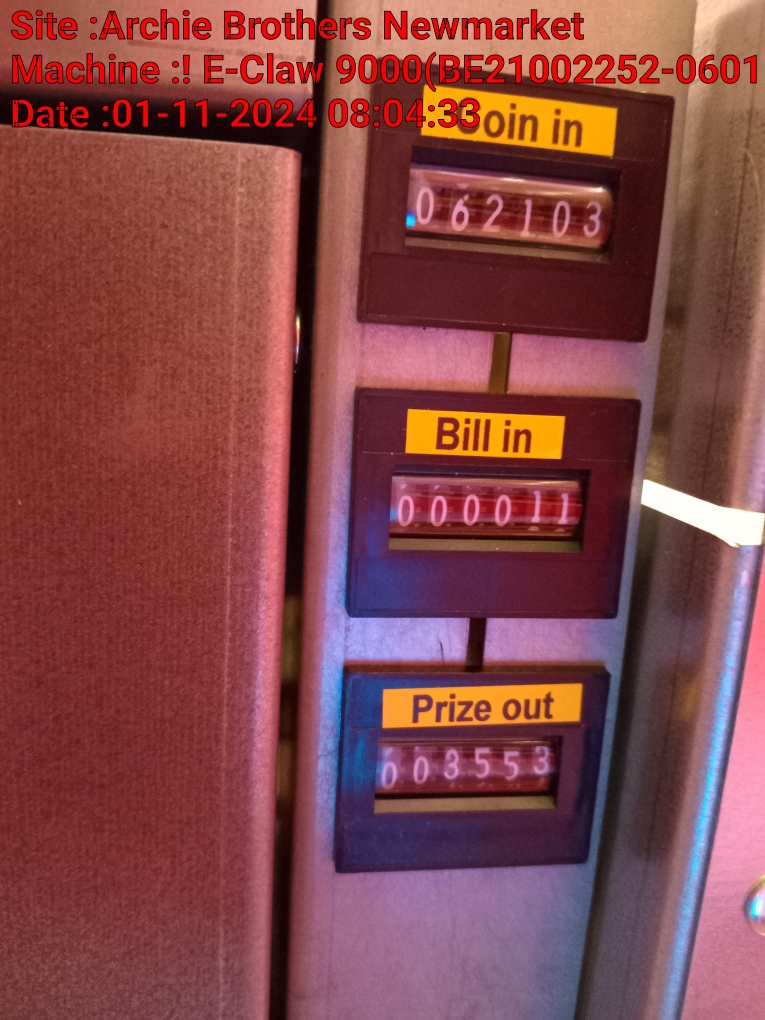 Site :Archie Brothers Newmarket
Machine :! E-Claw 9000(BE21002252-0601
Date :01-11-2024 08:04:33
Coin in
062103
Bill in
000011
Prize out
003553